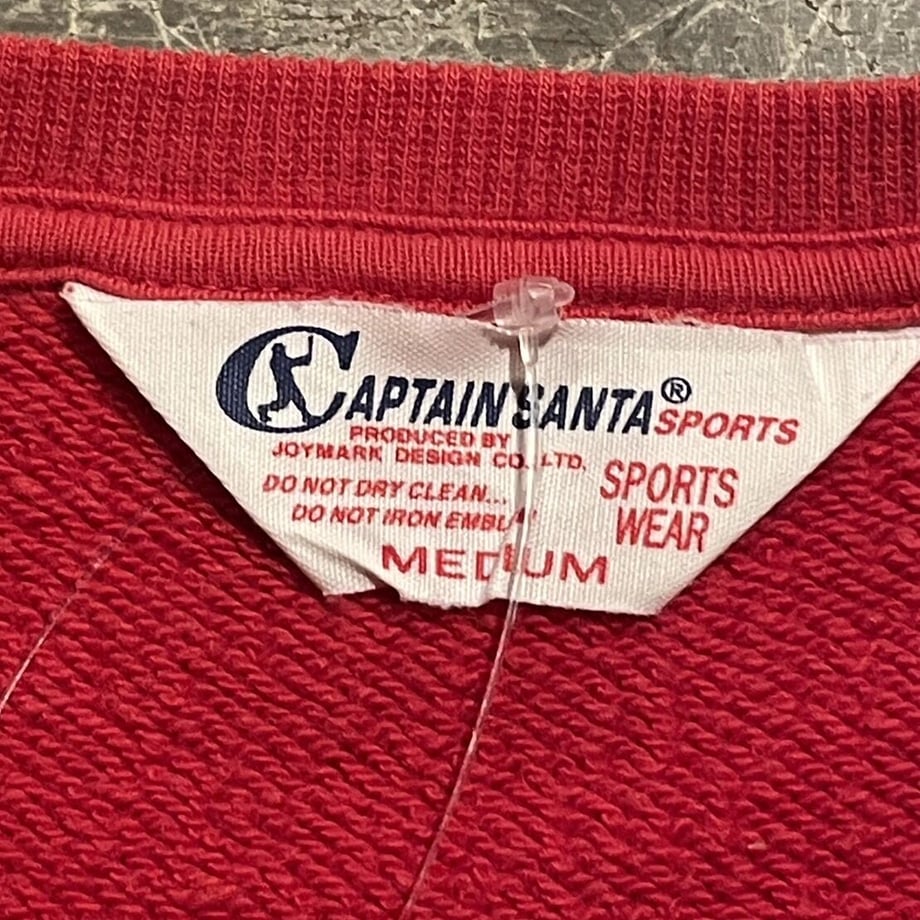 CAPTAIN SANTA® SPORTS
PRODUCED BY
JOYMARK DESIGN CO., LTD.
SPORTS
WEAR
DO NOT DRY CLEAN...
DO NOT IRON
MEDIUM